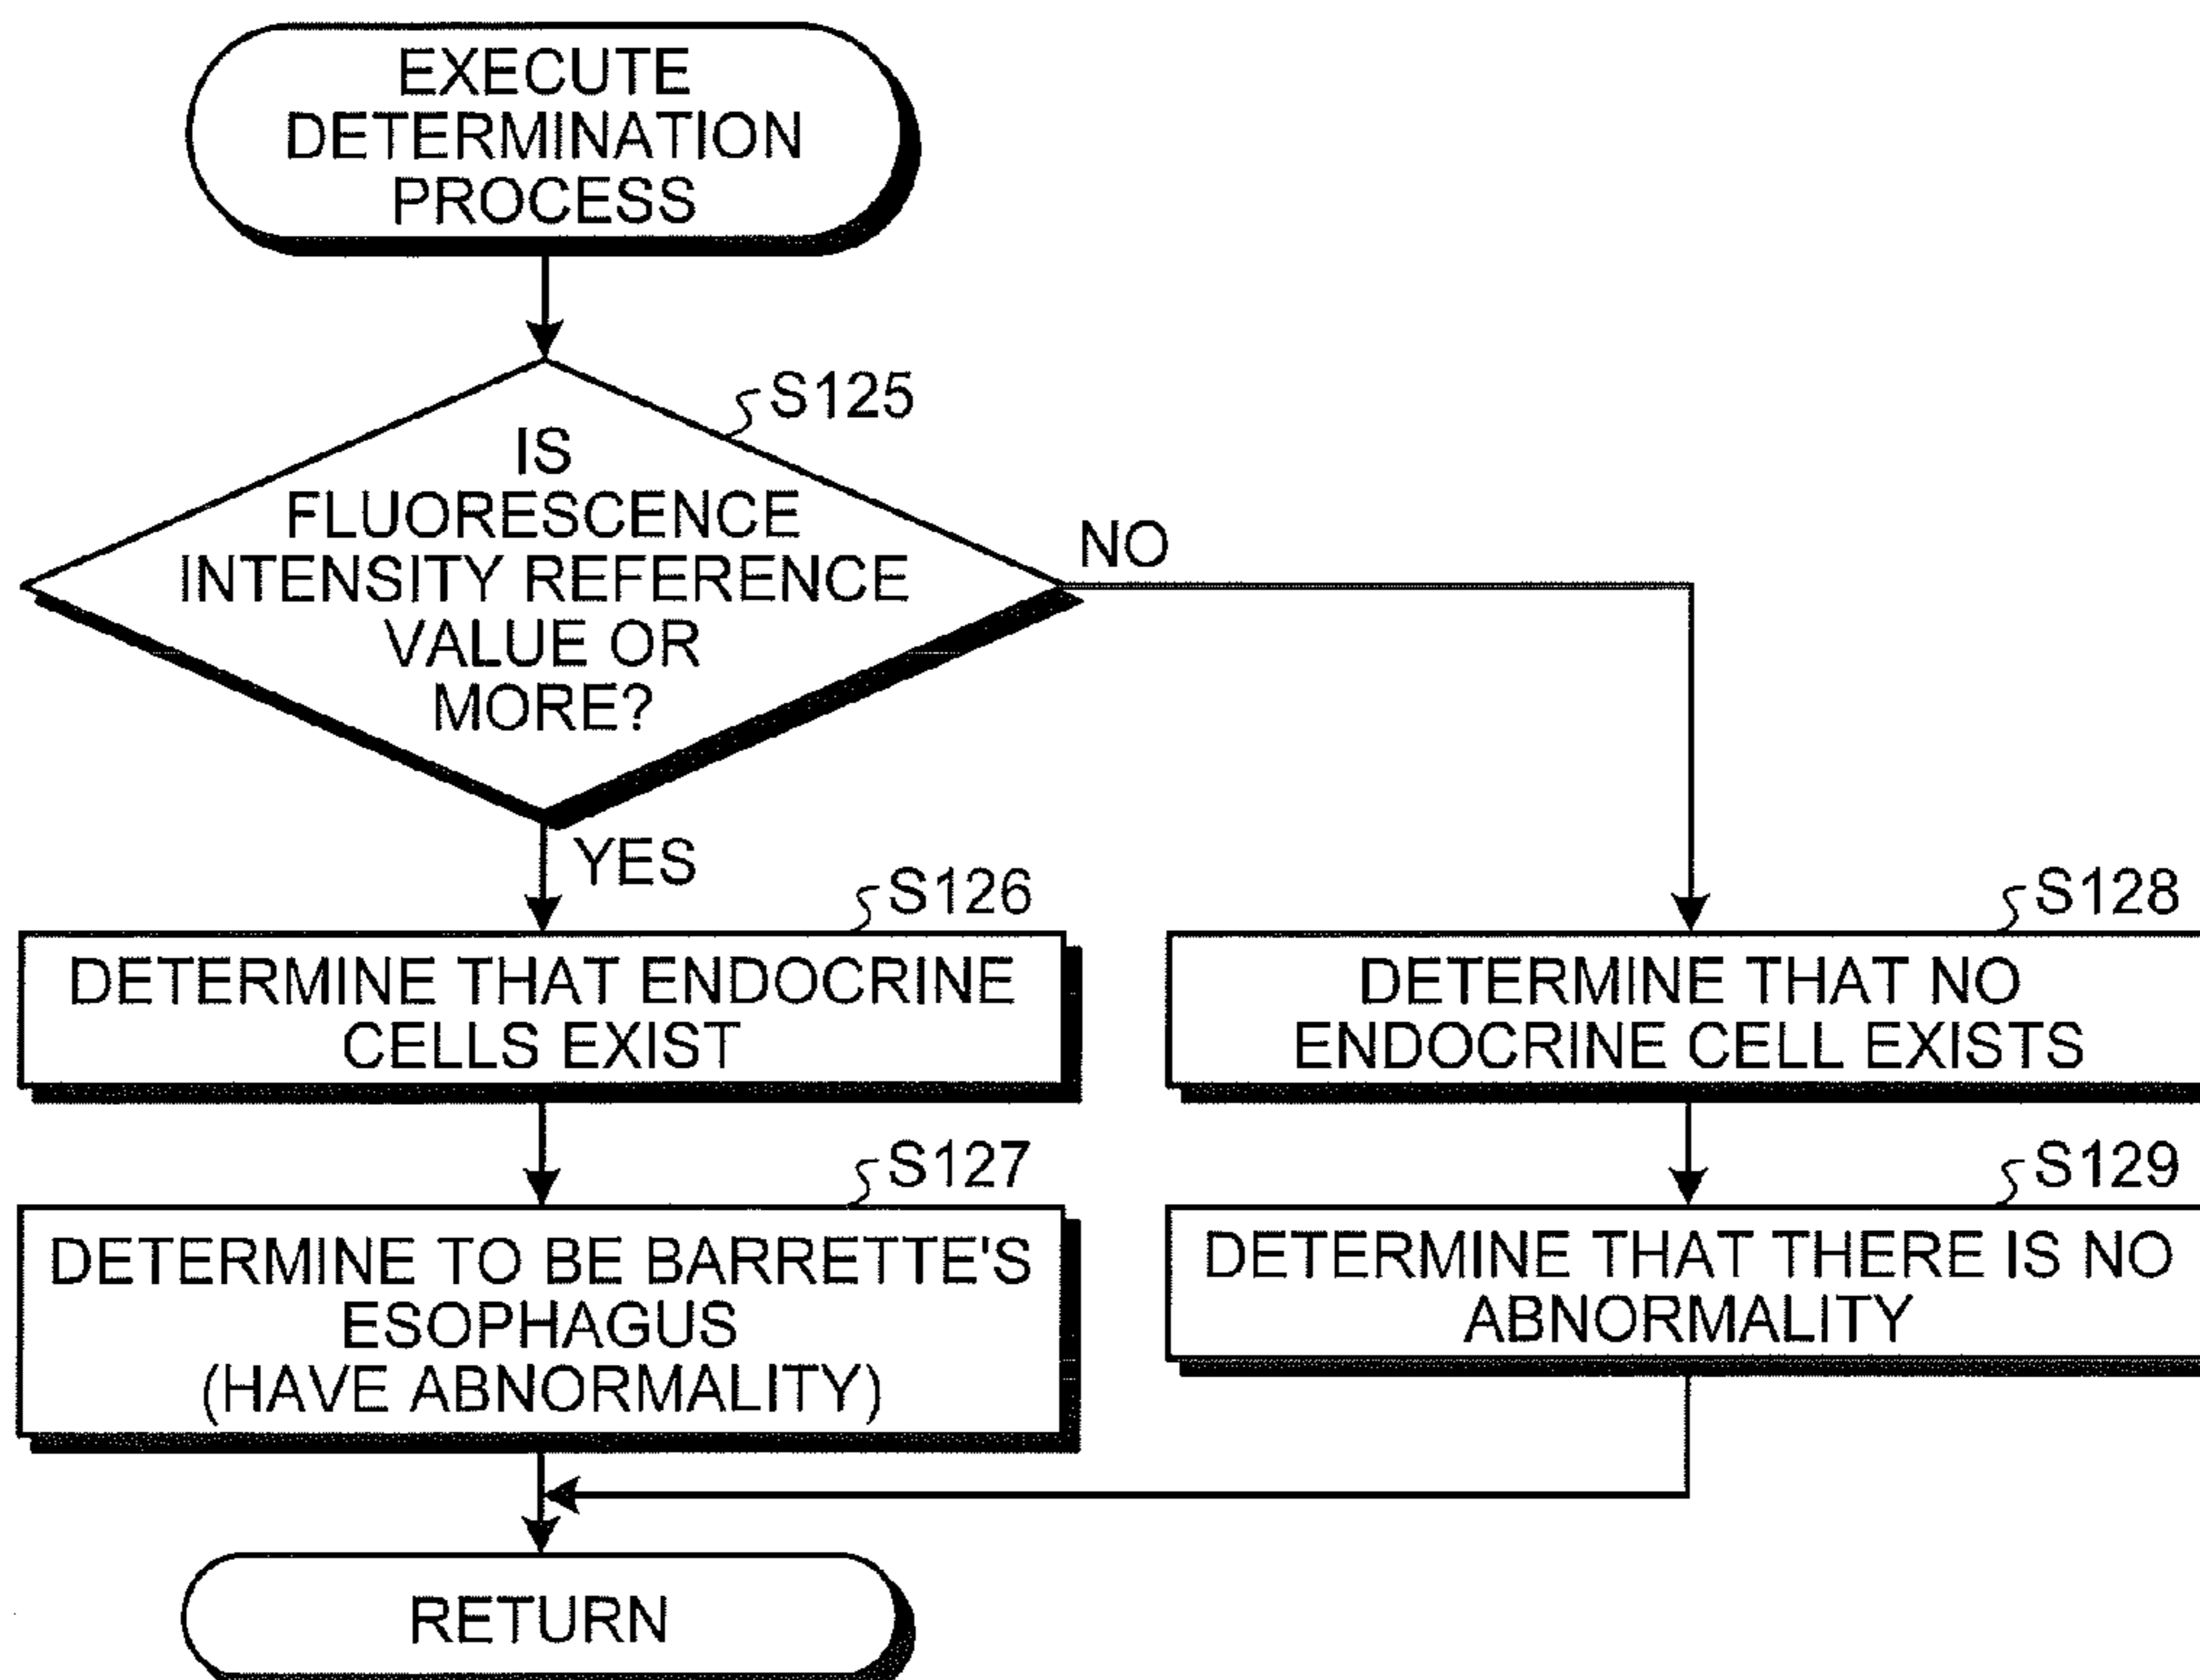 EXECUTE
DETERMINATION
PROCESS
S125
IS
FLUORESCENCE
INTENSITY REFERENCE
VALUE OR
MORE?
NO
YES
S126
DETERMINE THAT ENDOCRINE
CELLS EXIST
S128
DETERMINE THAT NO
ENDOCRINE CELL EXISTS
S127
DETERMINE TO BE BARRETTE'S
ESOPHAGUS
(HAVE ABNORMALITY)
S129
DETERMINE THAT THERE IS NO
ABNORMALITY
RETURN